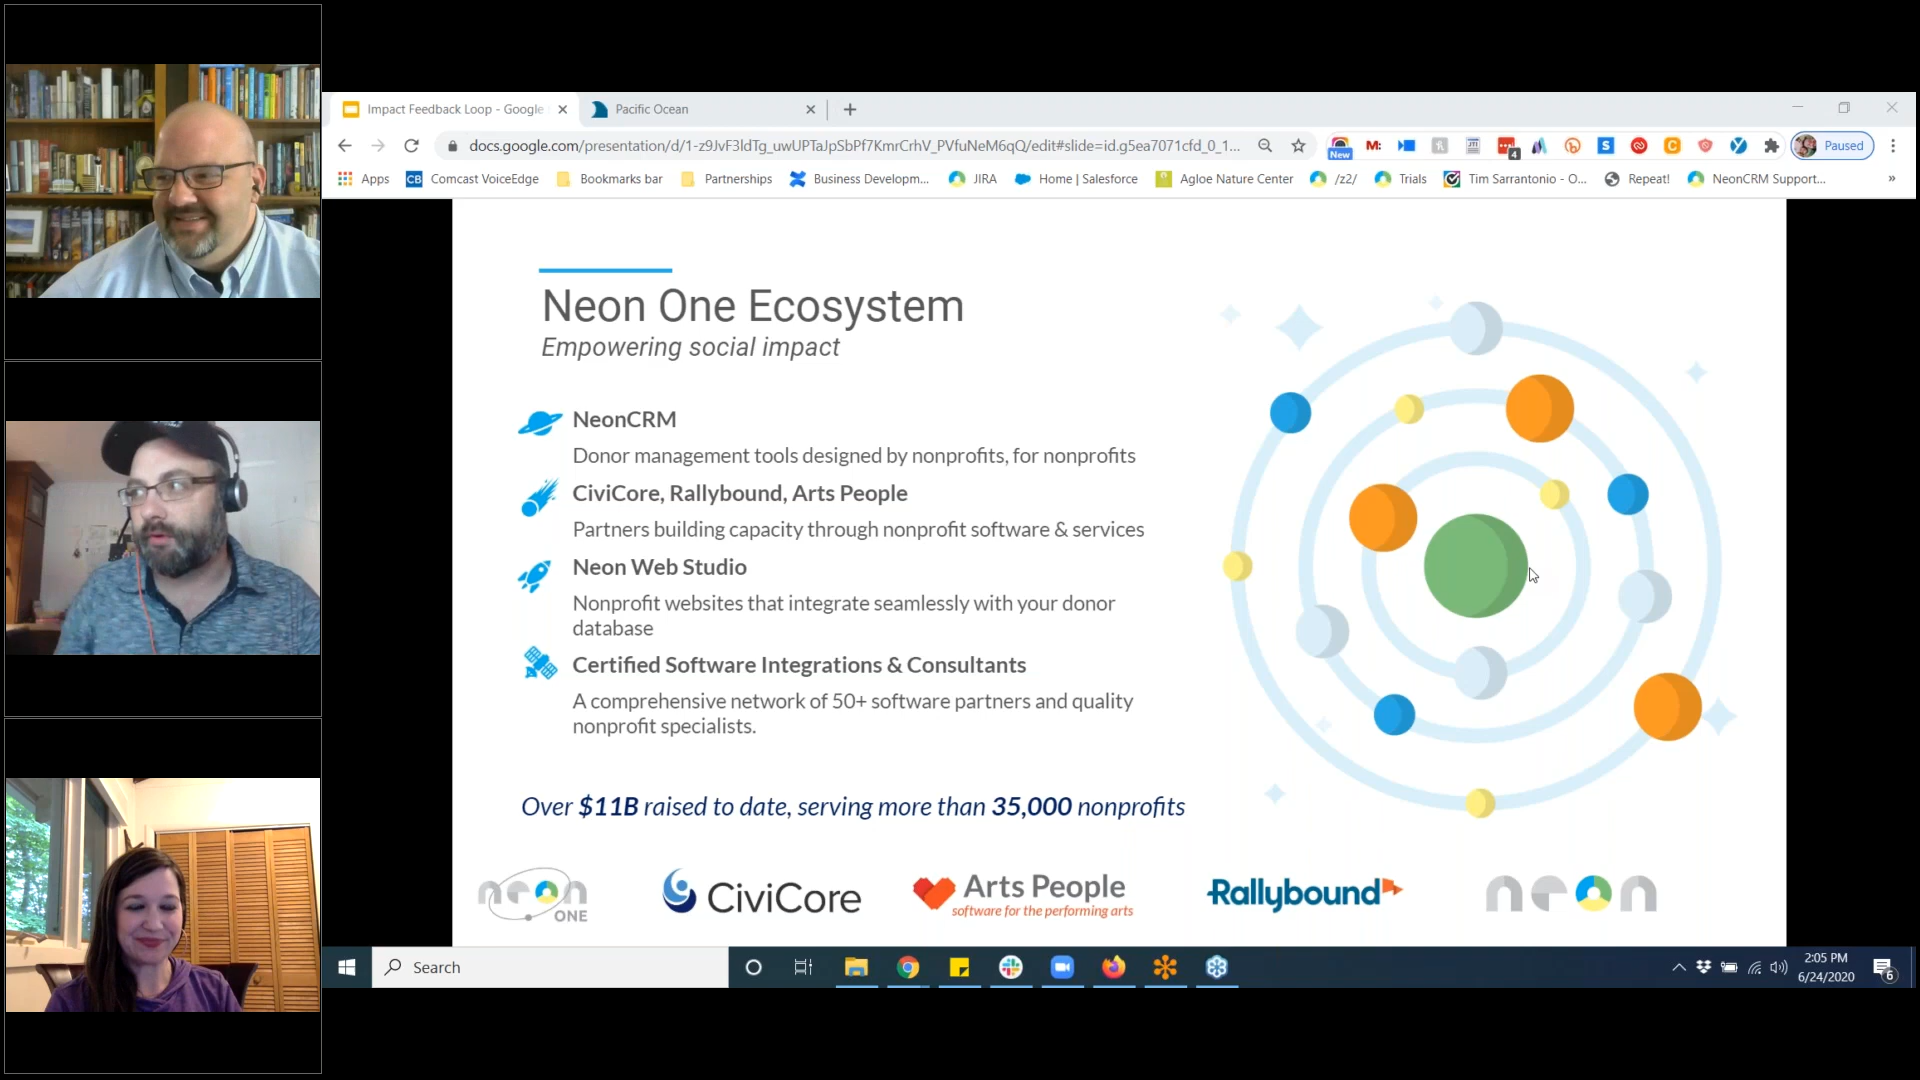 Impact Feedback Loop - Google
Pacific Ocean
docs.google.com/presentation/d/1-z9JvF3ldTg_uwUPTaJpSbPf7KmrCrhV_PVfuNeM6qQ/edit#slide=id.g5ea7071cfd_0_1...
New
M:
4
S
C
Paused
Apps
CB Comcast VoiceEdge
Bookmarks bar
Partnerships
Business Developm...
JIRA
Home | Salesforce
Agloe Nature Center
/z2/
Trials
Tim Sarrantonio - O...
Repeat!
NeonCRM Support...
»
Neon One Ecosystem
Empowering social impact
NeonCRM
Donor management tools designed by nonprofits, for nonprofits
CiviCore, Rallybound, Arts People
Partners building capacity through nonprofit software & services
Neon Web Studio
Nonprofit websites that integrate seamlessly with your donor
database
Certified Software Integrations & Consultants
A comprehensive network of 50+ software partners and quality
nonprofit specialists.
Over $11B raised to date, serving more than 35,000 nonprofits
neon
ONE
CiviCore
Arts People
software for the performing arts
Rallybound
neon
Search
2:05 PM
6/24/2020
6